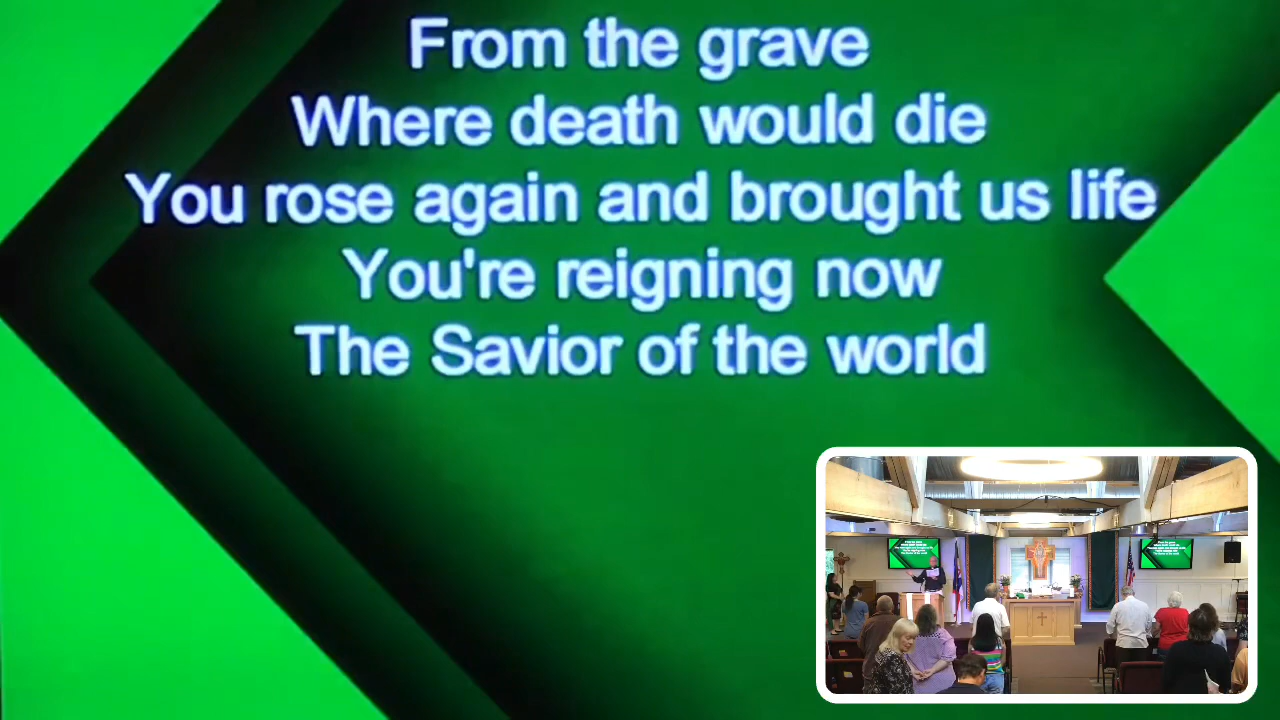 From the grave
Where death would die
You rose again and brought us life
You're reigning now
The Savior of the world